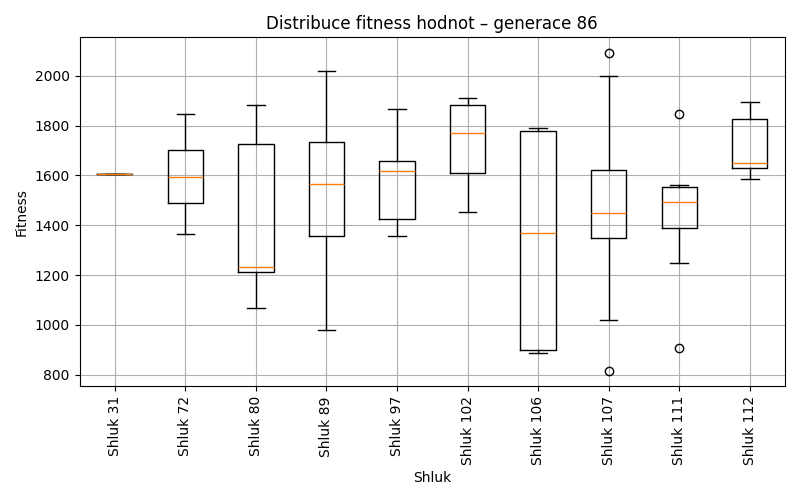 Distribuce fitness hodnot – generace 86
Fitness
2000
1800
1600
1400
1200
1000
800
Shluk 31
Shluk 72
Shluk 80
Shluk 89
Shluk 97
Shluk 102
Shluk 106
Shluk 107
Shluk 111
Shluk 112
Shluk